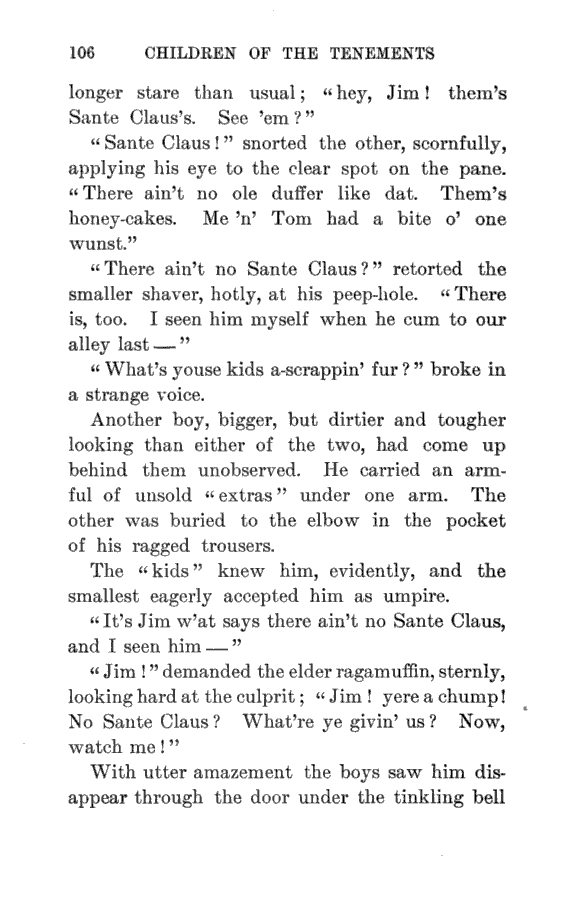 106 CHILDREN OF THE TENEMENTS
longer stare than usual; "hey, Jim! them's
Sante Claus's. See 'em?"
"Sante Claus!" snorted the other, scornfully,
applying his eye to the clear spot on the pane.
"There ain't no ole duffer like dat. Them's
honey-cakes. Me 'n' Tom had a bite o' one
wunst."
"There ain't no Sante Claus?" retorted the
smaller shaver, hotly, at his peep-hole. "There
is, too. I seen him myself when he cum to our
alley last—"
"What's youse kids a-scrappin' fur?" broke in
a strange voice.
Another boy, bigger, but dirtier and tougher
looking than either of the two, had come up
behind them unobserved. He carried an arm-
ful of unsold "extras" under one arm. The
other was buried to the elbow in the pocket
of his ragged trousers.
The "kids" knew him, evidently, and the
smallest eagerly accepted him as umpire.
"It's Jim w'at says there ain't no Sante Claus,
and I seen him—"
"Jim!" demanded the elder ragamuffin, sternly,
looking hard at the culprit; "Jim! yere a chump!
No Sante Claus? What're ye givin' us? Now,
watch me!"
With utter amazement the boys saw him dis-
appear through the door under the tinkling bell